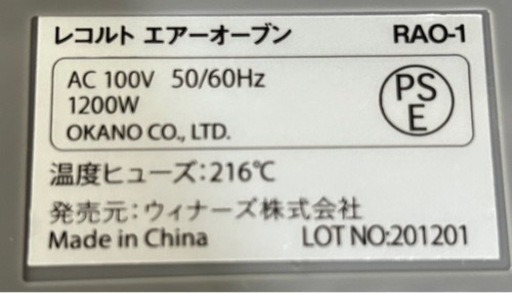 レコルト エアーオーブン RAO-1
AC 100V 50/60Hz
1200W
OKANO CO., LTD.
PS
E
温度ヒューズ:216℃
発売元:ウィナーズ株式会社
Made in China LOT NO:201201